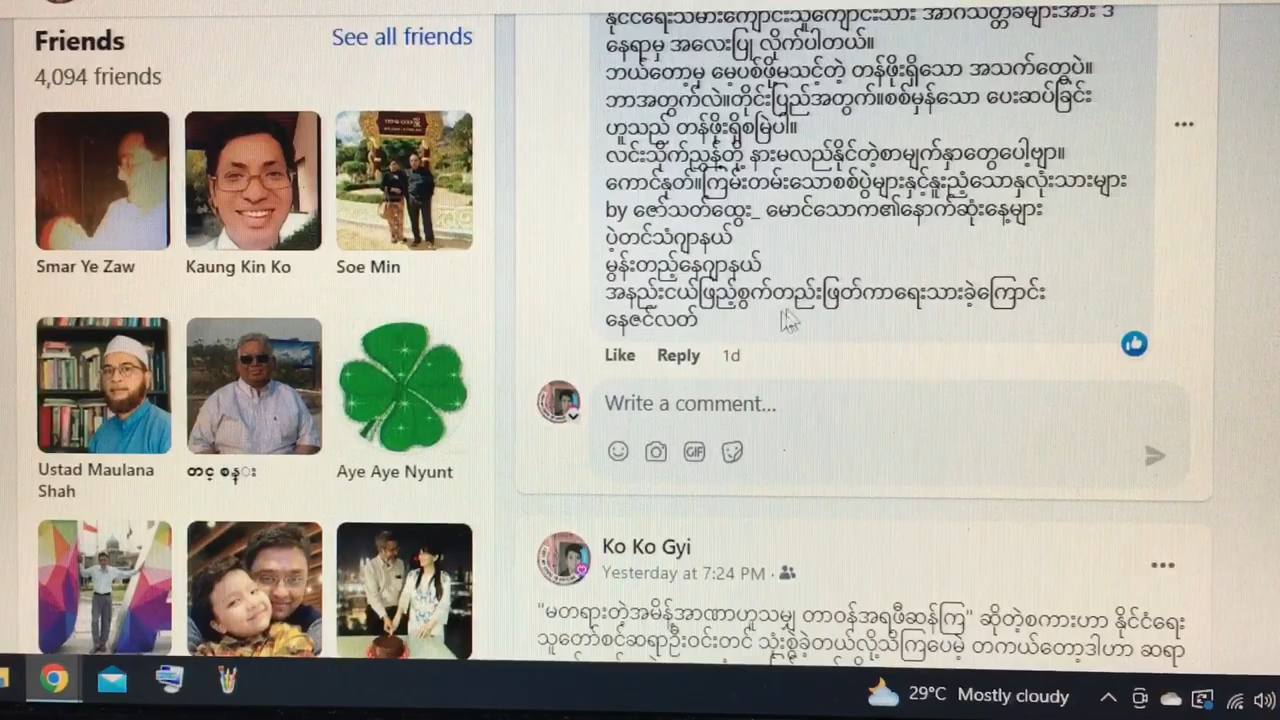 Friends
See all friends
4,094 friends
Smar Ye Zaw
Kaung Kin Ko
Soe Min
Ustad Maulana
Shah
တင့် စန်း
Aye Aye Nyunt
နိုင်ငံရေးသမားကျောင်းသူကျောင်းသား အာဂသတ္တိခဲများအား ဒီ
နေရာမှ အလေးပြု လိုက်ပါတယ်။
ဘယ်တော့မှ မေ့ပစ်ဖို့မသင့်တဲ့ တန်ဖိုးရှိသော အသက်တွေပဲ။
ဘာအတွက်လဲ။တိုင်းပြည်အတွက်။စစ်မှန်သော ပေးဆပ်ခြင်း
ဟူသည် တန်ဖိုးရှိစမြဲပါ။
လင်းသိုက်ညွှန့်တို့ နားမလည်နိုင်တဲ့စာမျက်နှာတွေပေါ့ဗျာ။
ကောင်နုတ်။ကြမ်းတမ်းသောစစ်ပွဲများနှင့်နူးညံ့သောနှလုံးသားများ
by ဇော်သတ်ထွေး_ မောင်သောက၏နောက်ဆုံးနေ့များ
ပဲ့တင်သံဂျာနယ်
မွန်းတည့်နေဂျာနယ်
အနည်းငယ်ဖြည့်စွက်တည်းဖြတ်ကာရေးသားခဲ့ကြောင်း
နေဇင်လတ်
Like Reply 1d
Write a comment...
GIF
Ko Ko Gyi
Yesterday at 7:24 PM
"မတရားတဲ့အမိန့်အာဏာဟူသမျှ တာဝန်အရဖီဆန်ကြ" ဆိုတဲ့စကားဟာ နိုင်ငံရေး
သူတော်စင်ဆရာဦးဝင်းတင် သုံးစွဲခဲ့တယ်လို့သိကြပေမဲ့ တကယ်တော့ဒါဟာ ဆရာ
29°C Mostly cloudy